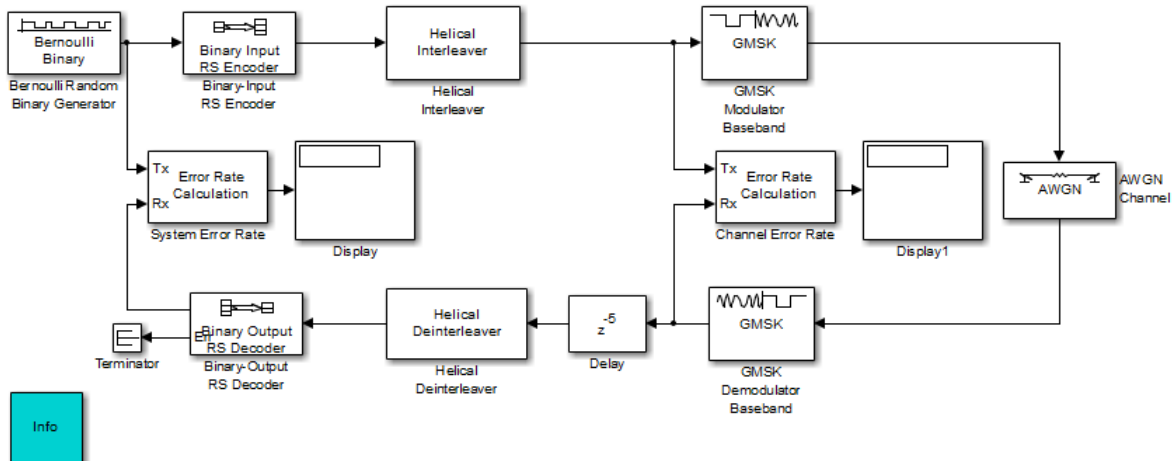 Bernoulli
Binary
Bernoulli Random
Binary Generator
Binary Input
RS Encoder
Binary-Input
RS Encoder
Helical
Interleaver
Helical
Interleaver
GMSK
GMSK
Modulator
Baseband
Tx
Rx
Error Rate
Calculation
System Error Rate
Display
Tx
Rx
Error Rate
Calculation
Channel Error Rate
Display1
AWGN
AWGN
Channel
Terminator
Err
Binary Output
RS Decoder
Binary-Output
RS Decoder
Helical
Deinterleaver
Helical
Deinterleaver
z-5
Delay
GMSK
GMSK
Demodulator
Baseband
Info